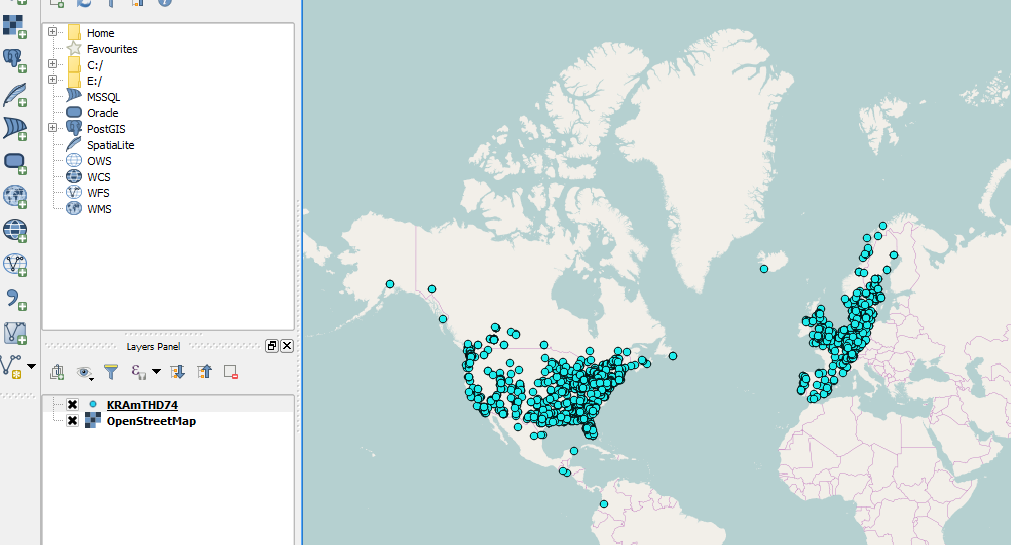 Home
Favourites
C:/
E:/
MSSQL
Oracle
PostGIS
SpatiaLite
OWS
WCS
WFS
WMS
Layers Panel
KRAmTHD74
OpenStreetMap